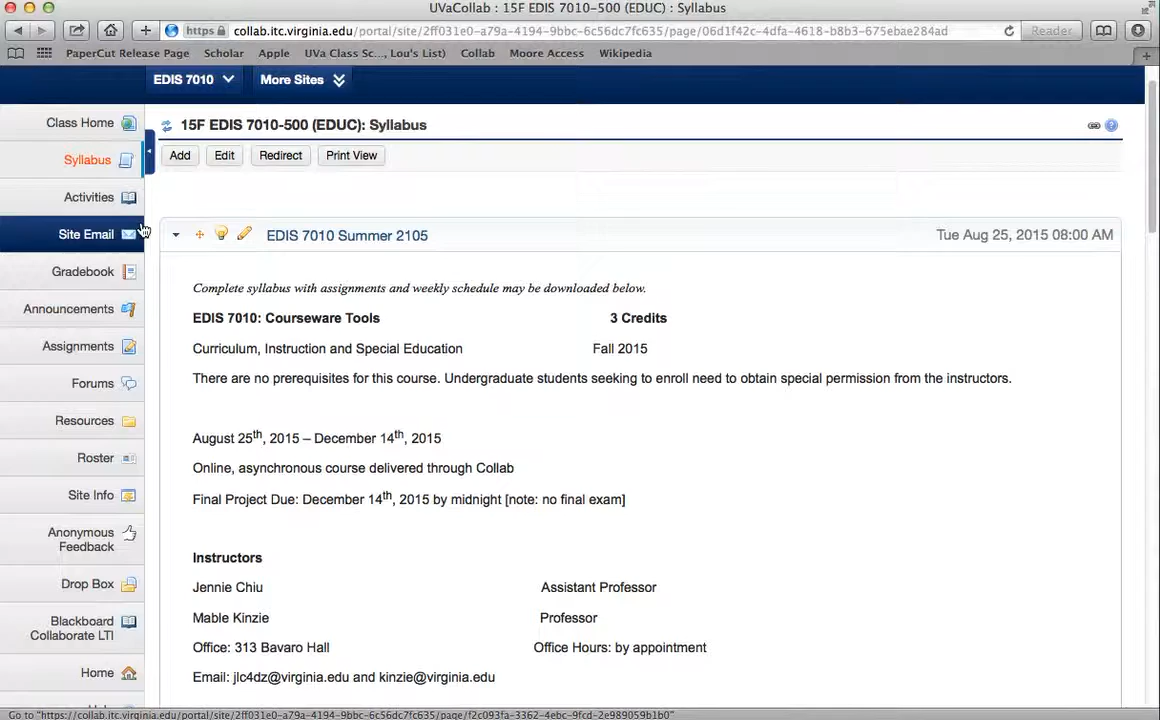 UVaCollab : 15F EDIS 7010-500 (EDUC) : Syllabus
https collab.itc.virginia.edu/portal/site/2ff031e0-a79a-4194-9bbc-6c56dc7fc635/page/06d1f42c-4dfa-4618-b8b3-675ebae284ad Reader
PaperCut Release Page Scholar Apple UVa Class Sc..., Lou's List) Collab Moore Access Wikipedia
EDIS 7010 More Sites
Class Home
15F EDIS 7010-500 (EDUC): Syllabus
Syllabus
Add Edit Redirect Print View
Activities
Site Email
EDIS 7010 Summer 2105 Tue Aug 25, 2015 08:00 AM
Gradebook
Complete syllabus with assignments and weekly schedule may be downloaded below.
Announcements
EDIS 7010: Courseware Tools 3 Credits
Assignments
Curriculum, Instruction and Special Education Fall 2015
Forums
There are no prerequisites for this course. Undergraduate students seeking to enroll need to obtain special permission from the instructors.
Resources
August 25th, 2015 – December 14th, 2015
Roster
Online, asynchronous course delivered through Collab
Site Info
Final Project Due: December 14th, 2015 by midnight [note: no final exam]
Anonymous
Feedback
Instructors
Drop Box
Jennie Chiu Assistant Professor
Blackboard
Collaborate LTI
Mable Kinzie Professor
Office: 313 Bavaro Hall Office Hours: by appointment
Home
Email: jlc4dz@virginia.edu and kinzie@virginia.edu
Go to "https://collab.itc.virginia.edu/portal/site/2ff031e0-a79a-4194-9bbc-6c56dc7fc635/page/f2c093fa-3362-4ebc-9fcd-2e989059b1b0"